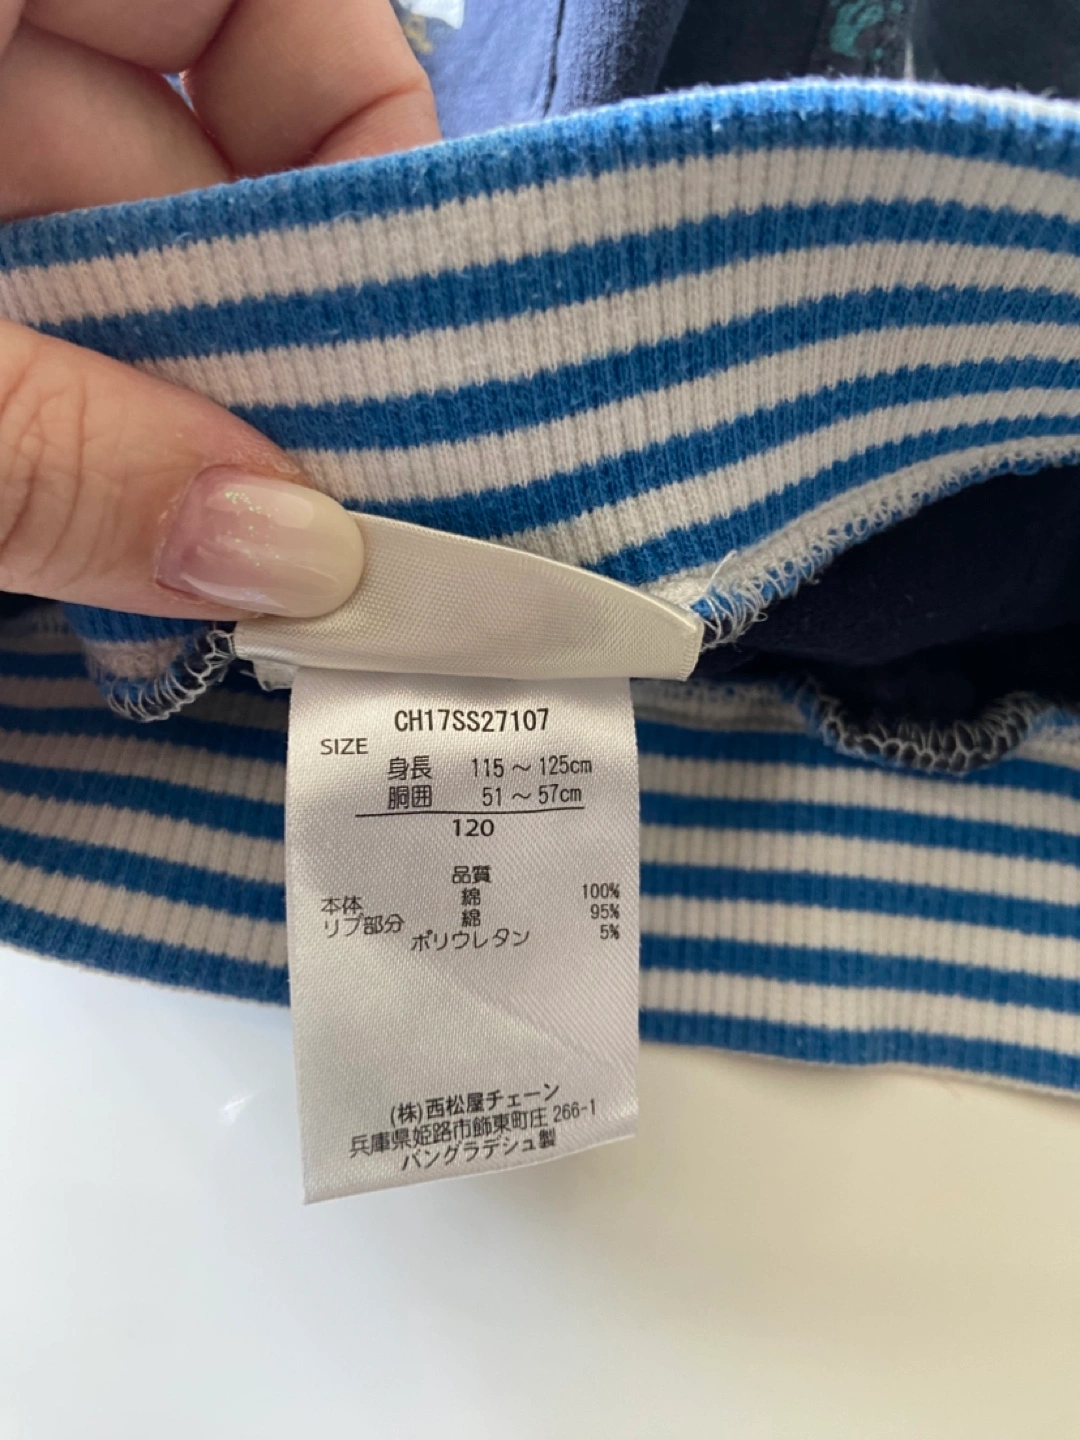 CH17SS27107
SIZE
身長 115～125cm
胴囲 51～57cm
120
品質
本体 綿 100%
リブ部分 綿 95%
ポリウレタン 5%
(株)西松屋チェーン
兵庫県姫路市飾東町庄 266-1
バングラデシュ製